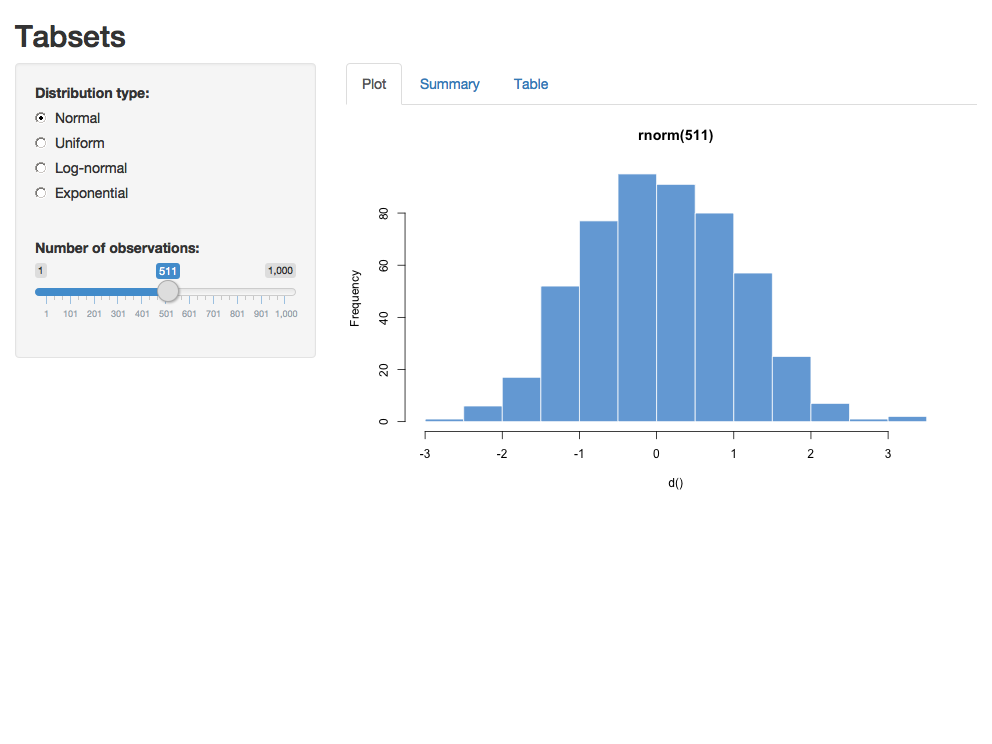 Tabsets
Distribution type:
Normal
Uniform
Log-normal
Exponential
Number of observations:
1 511 1,000
1 101 201 301 401 501 601 701 801 901 1,000
Plot Summary Table
rnorm(511)
Frequency
80
60
40
20
0
-3 -2 -1 0 1 2 3
d()